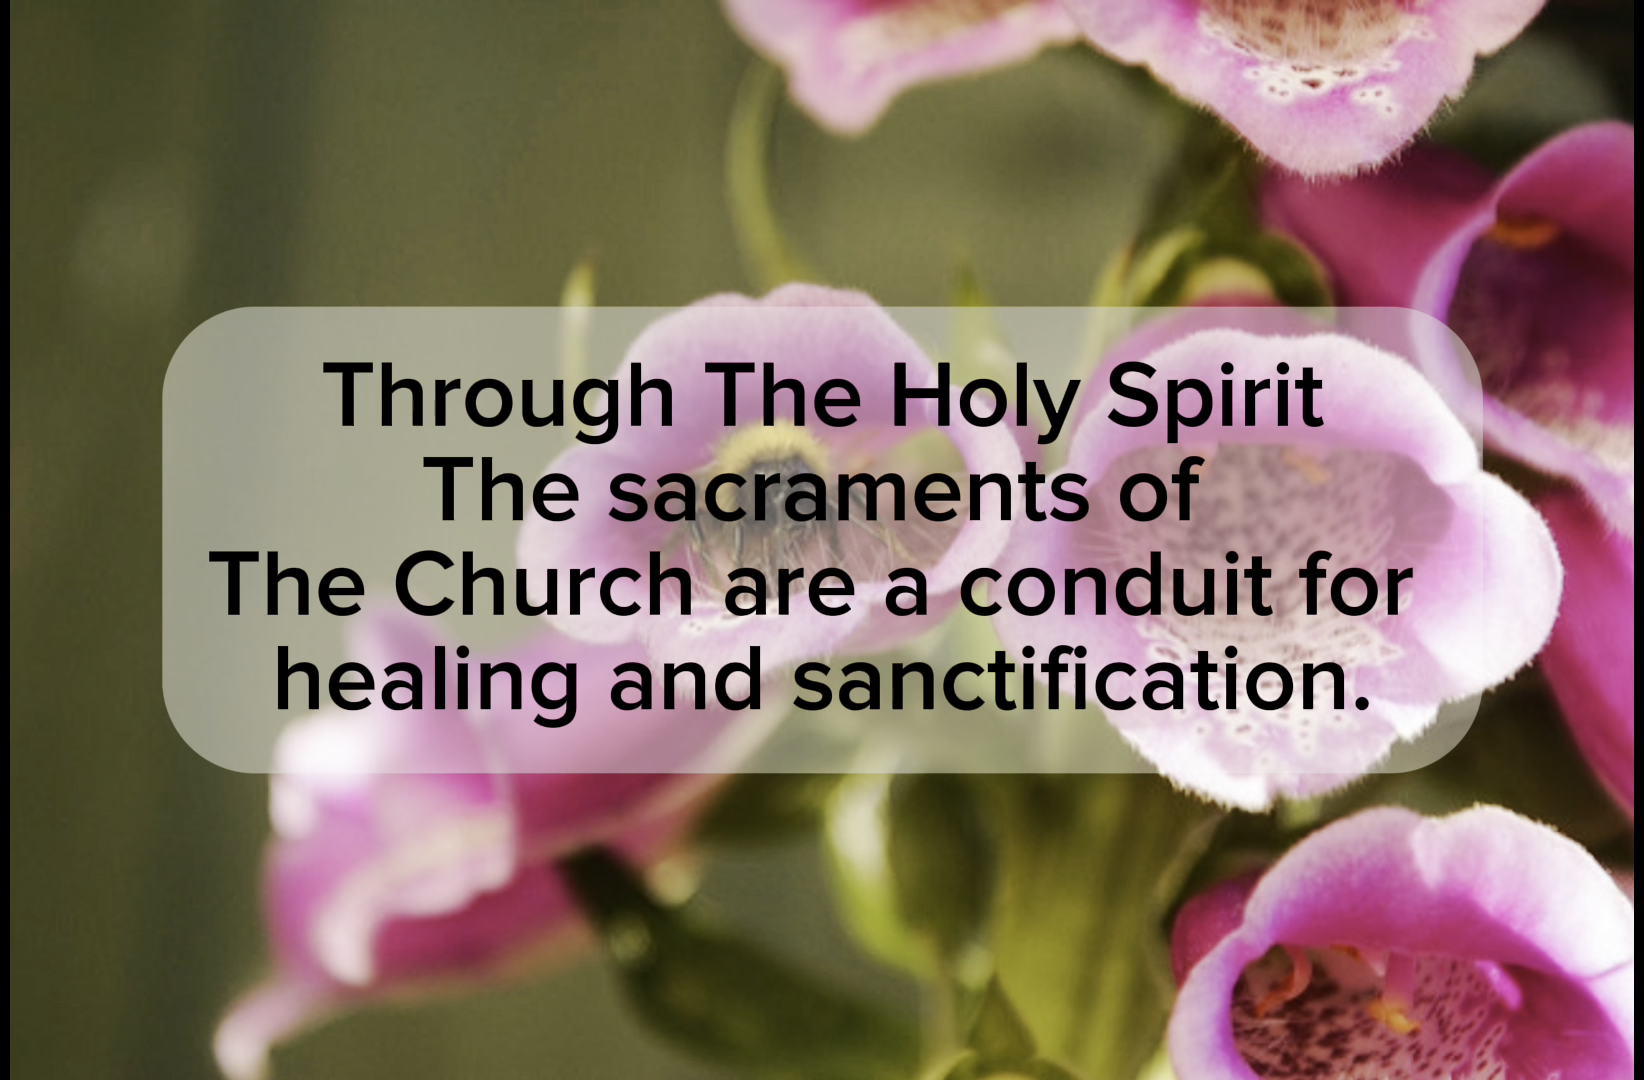 Through The Holy Spirit
The sacraments of
The Church are a conduit for
healing and sanctification.